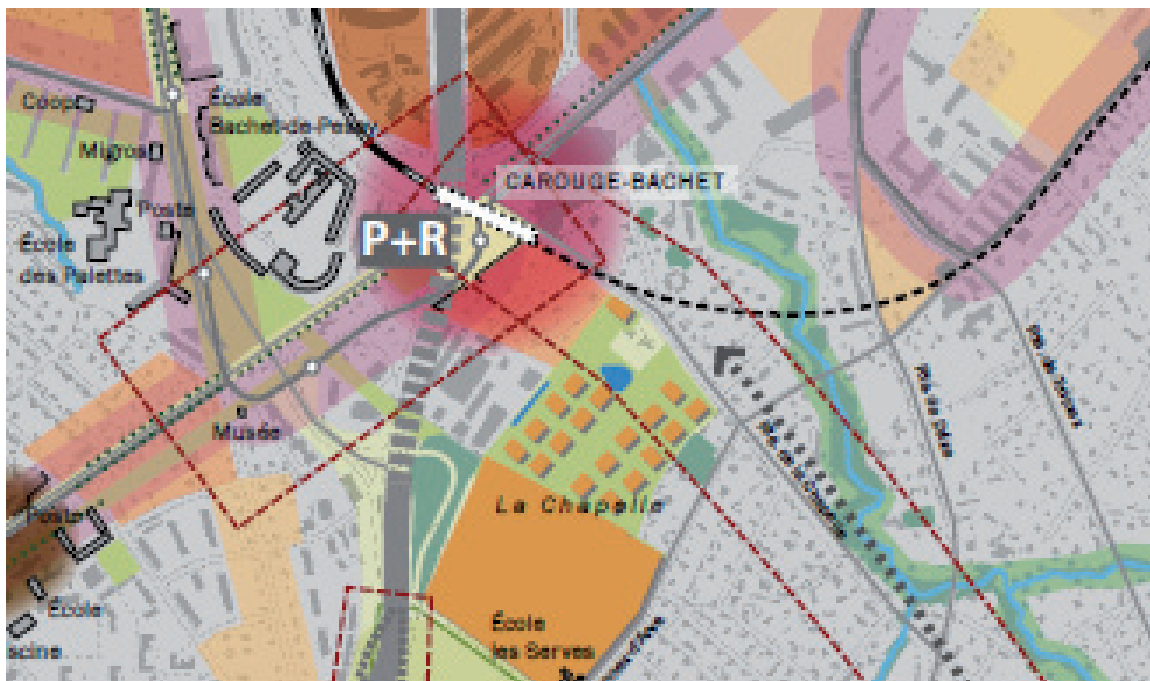 Coop
École
Bachet-de-Pesay
Migros
Poste
École
des Palettes
CAROUGE-BACHET
P+R
Musée
La Chapelle
Poste
École
scine
École
les Serves